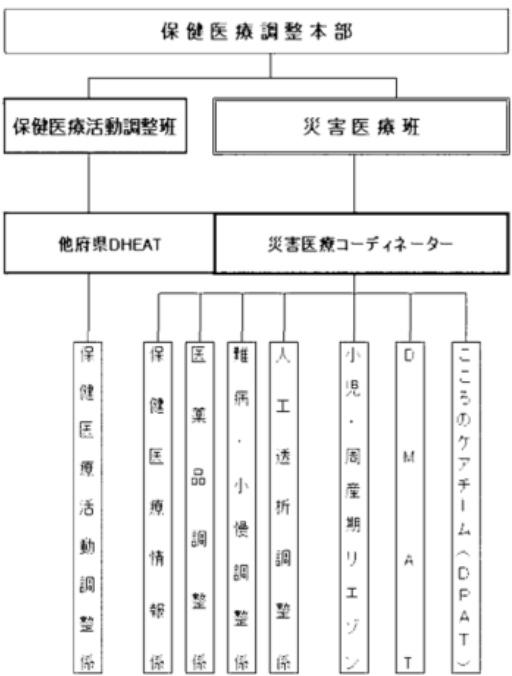 保健医療調整本部
保健医療活動調整班
災害医療班
他府県DHEAT
災害医療コーディネーター
保健医療活動調整係
保健医療情報係
医薬品調整係
難病・小慢調整係
人工透析調整係
小児・周産期リエゾン
DMAT
こころのケアチーム（DPAT）